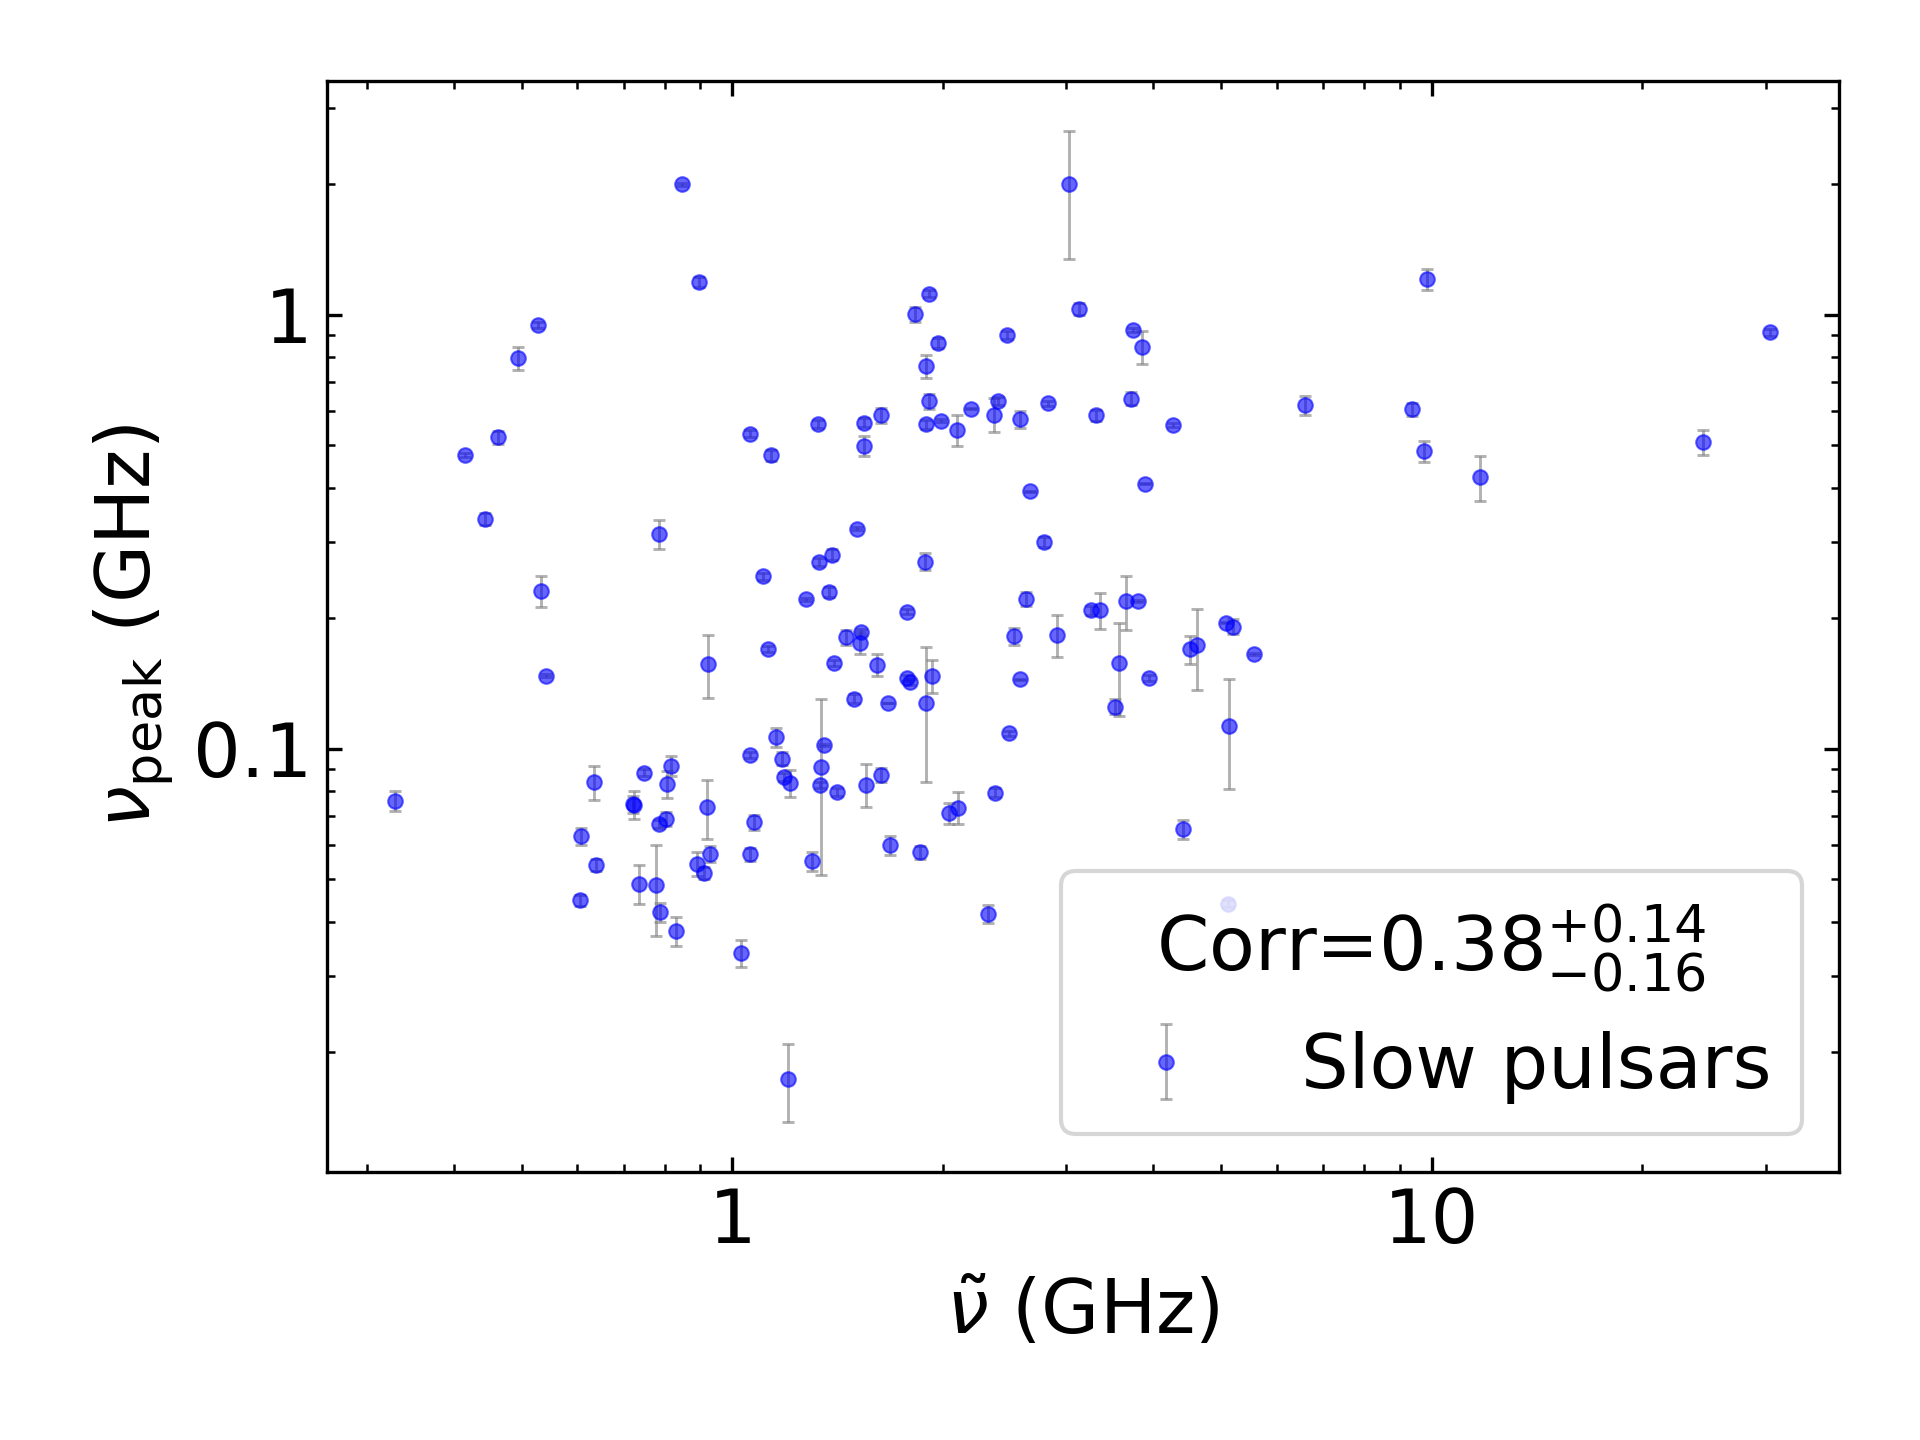 1
0.1
ν_peak (GHz)
Corr=0.38^{+0.14}_{−0.16}
Slow pulsars
1 10
ν̃ (GHz)